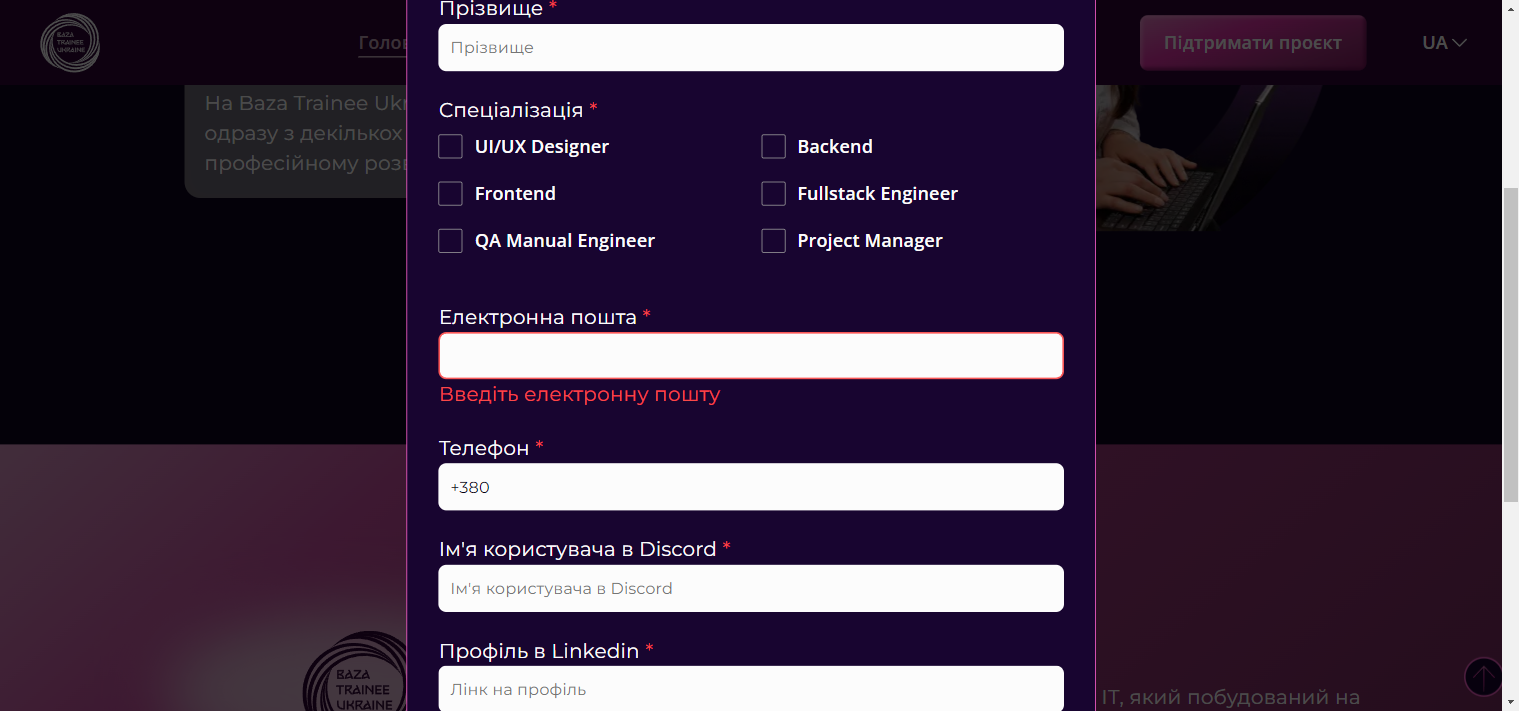 BAZA
TRAINEE
UKRAINE
Голов
Підтримати проєкт
UA
На Baza Trainee Ukr
одразу з декількох
професійному розв
Прізвище *
Прізвище
Спеціалізація *
UI/UX Designer
Backend
Frontend
Fullstack Engineer
QA Manual Engineer
Project Manager
Електронна пошта *
Введіть електронну пошту
Телефон *
+380
Ім'я користувача в Discord *
Ім'я користувача в Discord
Профіль в Linkedin *
Лінк на профіль
BAZA
TRAINEE
UKRAINE
ІТ, який побудований на